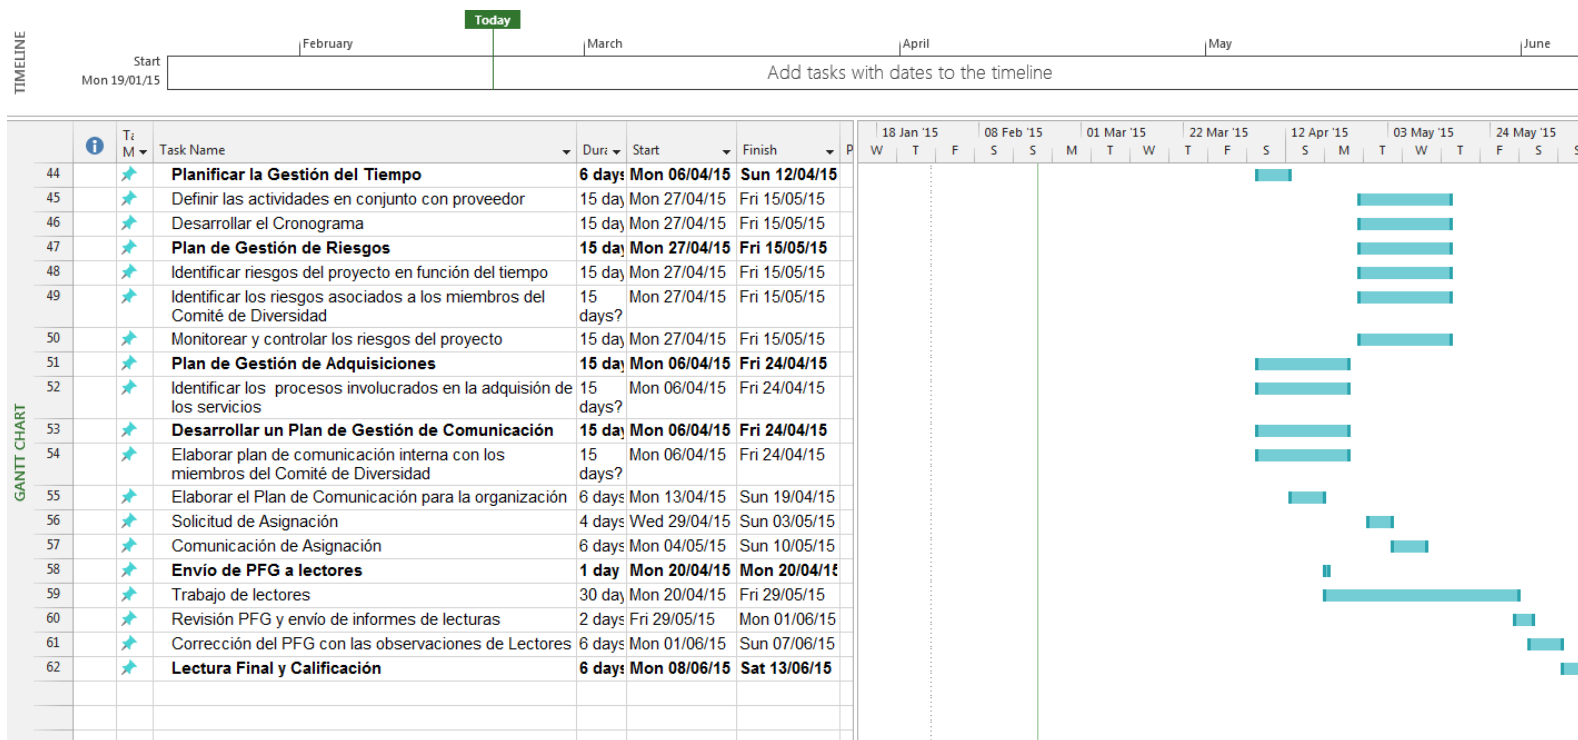 Today
February March April May June
TIMELINE
Start
Mon 19/01/15
Add tasks with dates to the timeline
Ta M Task Name Dura Start Finish P
18 Jan '15 08 Feb '15 01 Mar '15 22 Mar '15 12 Apr '15 03 May '15 24 May '15
W T F S S M T W T F S S M T W T F S S
GANTT CHART
44 Planificar la Gestión del Tiempo 6 days Mon 06/04/15 Sun 12/04/15
45 Definir las actividades en conjunto con proveedor 15 day Mon 27/04/15 Fri 15/05/15
46 Desarrollar el Cronograma 15 day Mon 27/04/15 Fri 15/05/15
47 Plan de Gestión de Riesgos 15 day Mon 27/04/15 Fri 15/05/15
48 Identificar riesgos del proyecto en función del tiempo 15 day Mon 27/04/15 Fri 15/05/15
49 Identificar los riesgos asociados a los miembros del 15 Mon 27/04/15 Fri 15/05/15
Comité de Diversidad days?
50 Monitorear y controlar los riesgos del proyecto 15 day Mon 27/04/15 Fri 15/05/15
51 Plan de Gestión de Adquisiciones 15 day Mon 06/04/15 Fri 24/04/15
52 Identificar los procesos involucrados en la adquisión de 15 Mon 06/04/15 Fri 24/04/15
los servicios days?
53 Desarrollar un Plan de Gestión de Comunicación 15 day Mon 06/04/15 Fri 24/04/15
54 Elaborar plan de comunicación interna con los 15 Mon 06/04/15 Fri 24/04/15
miembros del Comité de Diversidad days?
55 Elaborar el Plan de Comunicación para la organización 6 days Mon 13/04/15 Sun 19/04/15
56 Solicitud de Asignación 4 days Wed 29/04/15 Sun 03/05/15
57 Comunicación de Asignación 6 days Mon 04/05/15 Sun 10/05/15
58 Envío de PFG a lectores 1 day Mon 20/04/15 Mon 20/04/15
59 Trabajo de lectores 30 day Mon 20/04/15 Fri 29/05/15
60 Revisión PFG y envío de informes de lecturas 2 days Fri 29/05/15 Mon 01/06/15
61 Corrección del PFG con las observaciones de Lectores 6 days Mon 01/06/15 Sun 07/06/15
62 Lectura Final y Calificación 6 days Mon 08/06/15 Sat 13/06/15